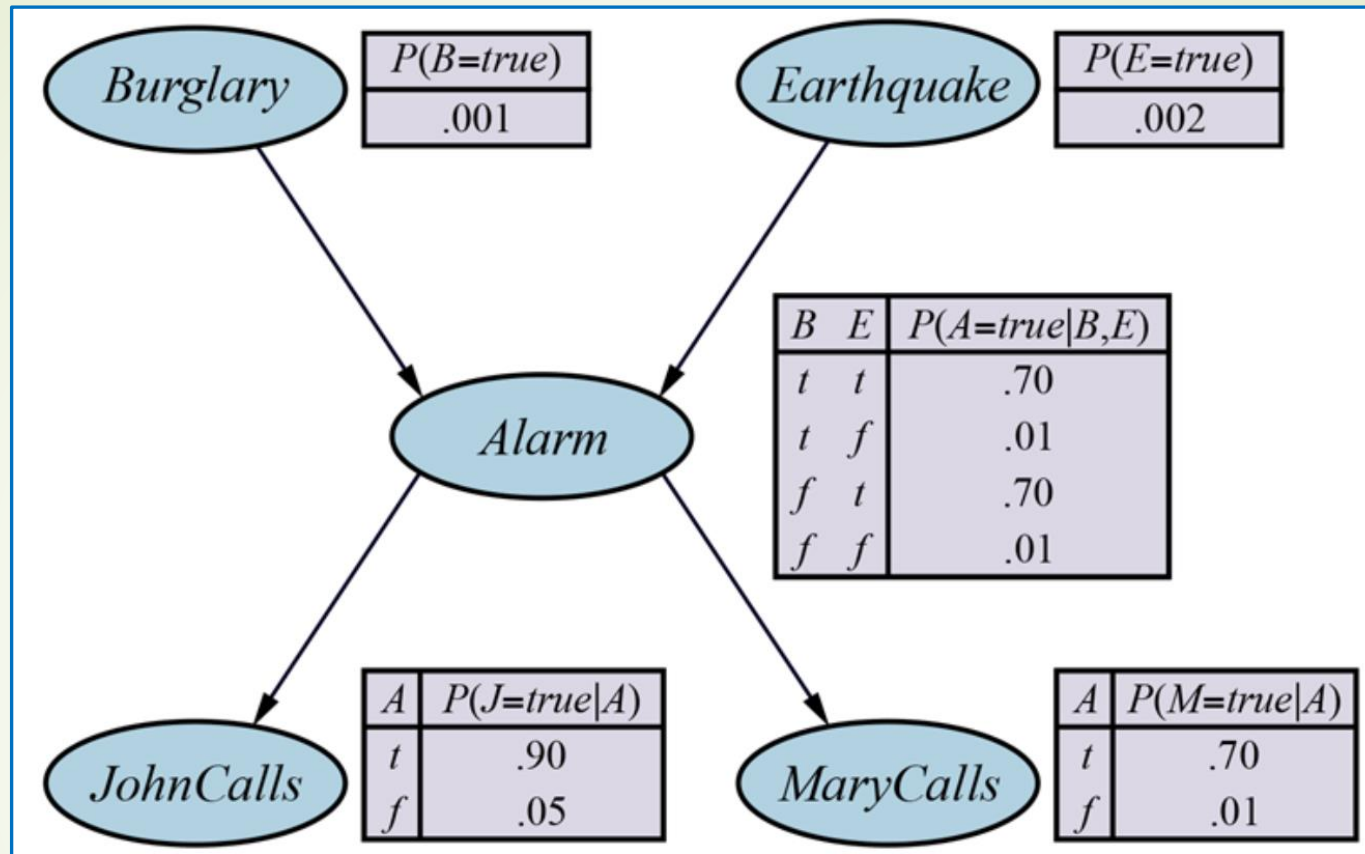 Burglary
P(B=true)
.001
Earthquake
P(E=true)
.002
B E P(A=true|B,E)
t t .70
t f .01
f t .70
f f .01
Alarm
JohnCalls
A P(J=true|A)
t .90
f .05
MaryCalls
A P(M=true|A)
t .70
f .01